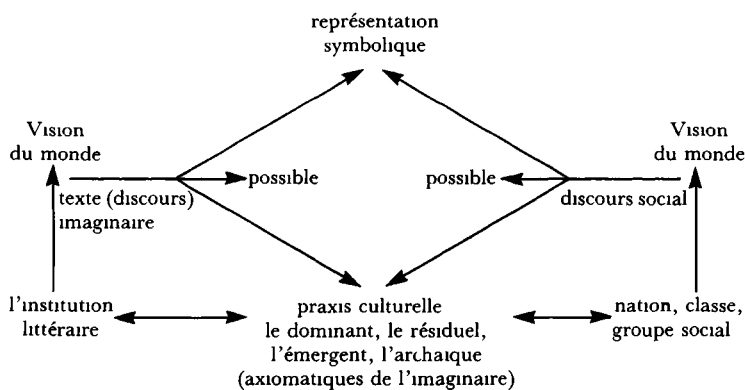 représentation
symbolique
Vision
du monde
Vision
du monde
possible
possible
texte (discours)
imaginaire
discours social
l'institution
littéraire
praxis culturelle
le dominant, le résiduel,
l'émergent, l'archaique
(axiomatiques de l'imaginaire)
nation, classe,
groupe social